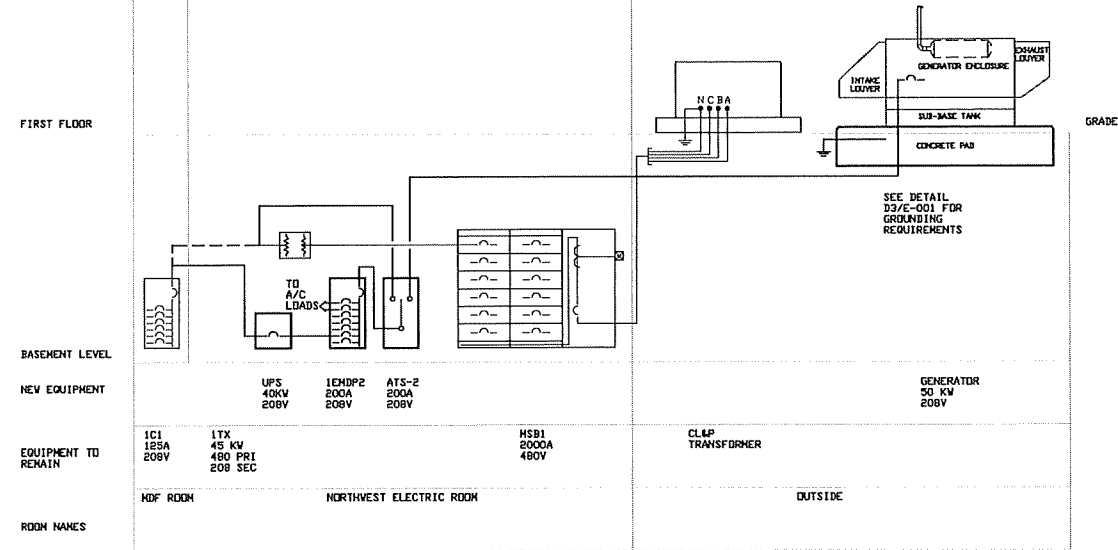 EXHAUST
LOUVER
GENERATOR ENCLOSURE
INTAKE
LOUVER
N C B A
SUB-BASE TANK
FIRST FLOOR
GRADE
CONCRETE PAD
SEE DETAIL
D3/E-001 FOR
GROUNDING
REQUIREMENTS
TO
A/C
LOADS
BASEMENT LEVEL
NEW EQUIPMENT
UPS
40KW
208V
1EMDP2
200A
208V
ATS-2
200A
208V
GENERATOR
50 KW
208V
EQUIPMENT TO
REMAIN
1C1
125A
208V
1TX
45 KV
480 PRI
208 SEC
MSB1
2000A
480V
CL&P
TRANSFORMER
ROOM NAMES
MDF ROOM
NORTHWEST ELECTRIC ROOM
OUTSIDE